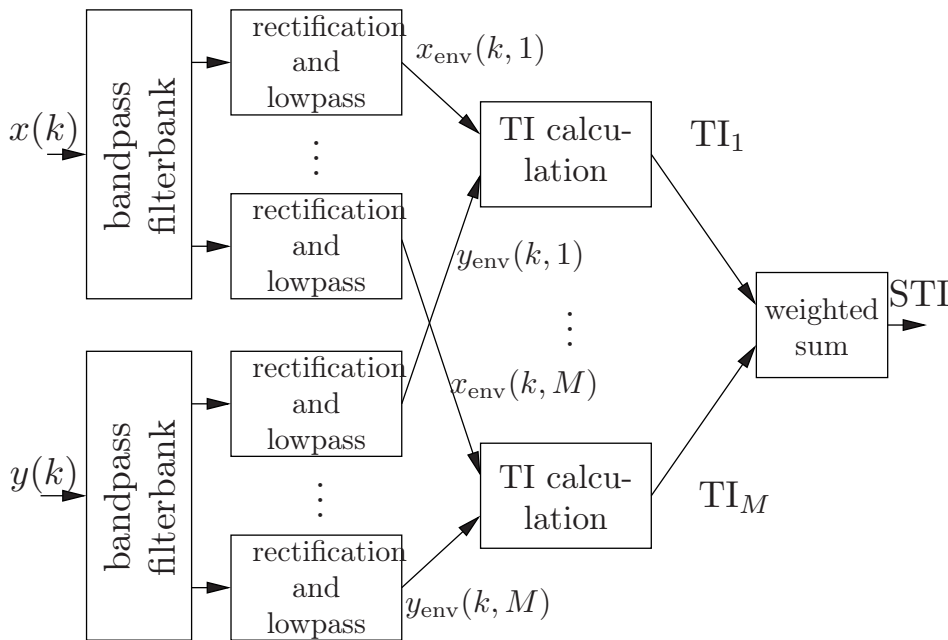 x(k)
bandpass
filterbank
rectification
and
lowpass
⋮
rectification
and
lowpass
x_env(k, 1)
TI calcu-
lation
TI_1
y_env(k, 1)
⋮
weighted
sum
STI
y(k)
bandpass
filterbank
rectification
and
lowpass
⋮
rectification
and
lowpass
x_env(k, M)
TI calcu-
lation
TI_M
y_env(k, M)